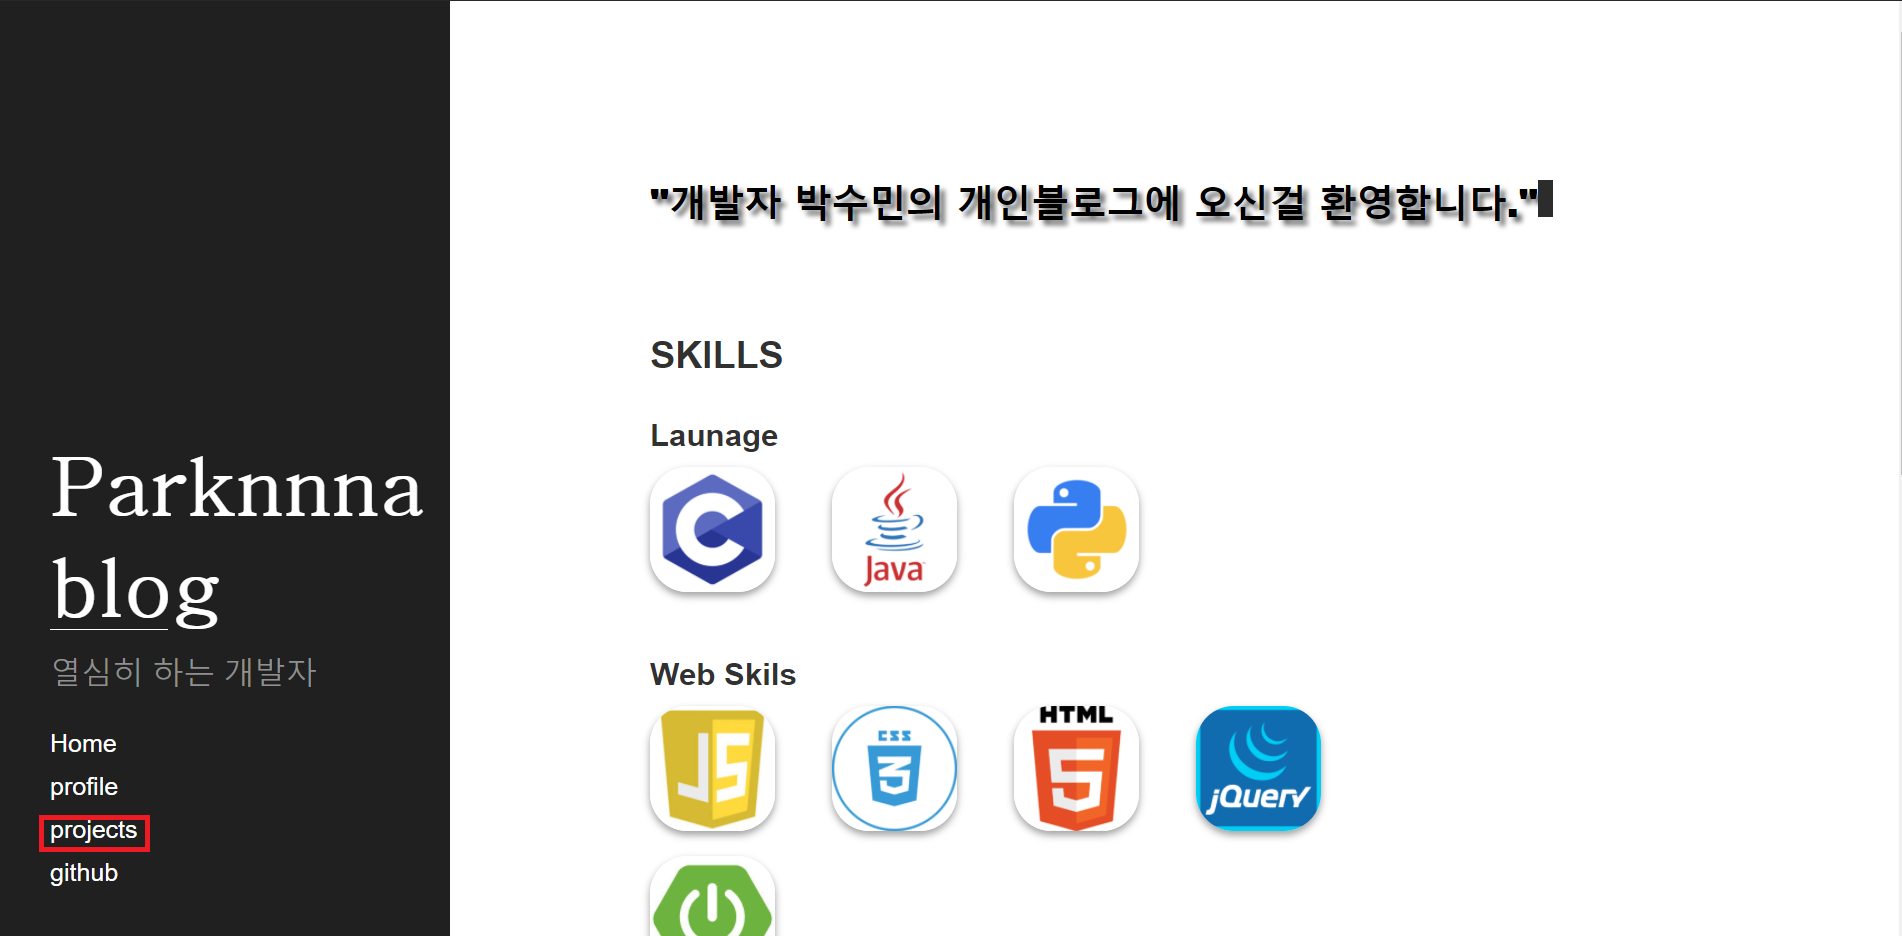 Parknnna
blog
열심히 하는 개발자
Home
profile
projects
github
"개발자 박수민의 개인블로그에 오신걸 환영합니다."
SKILLS
Launage
C
Java
Web Skils
JS
CSS
3
HTML
5
jQuery